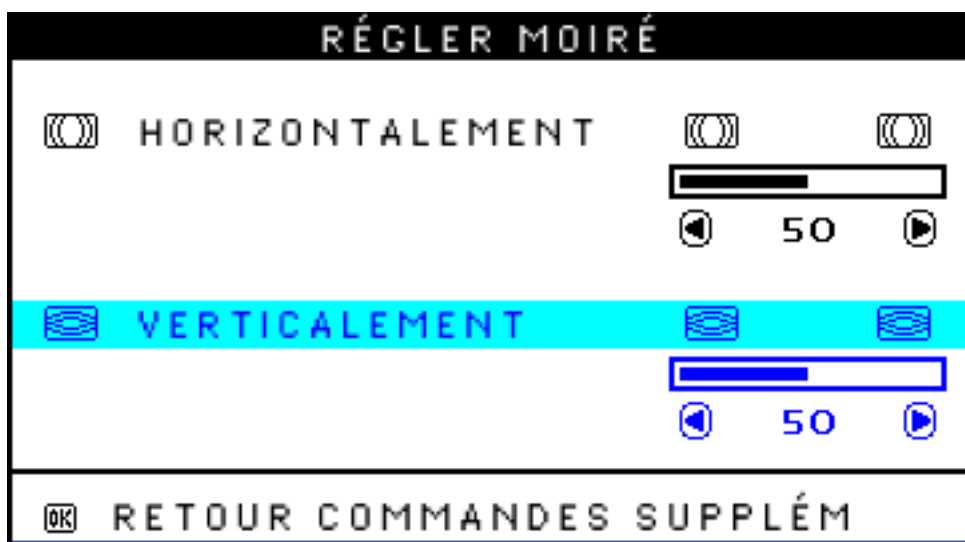 RÉGLER MOIRÉ
HORIZONTALEMENT
50
VERTICALEMENT
50
OK RETOUR COMMANDES SUPPLÉM